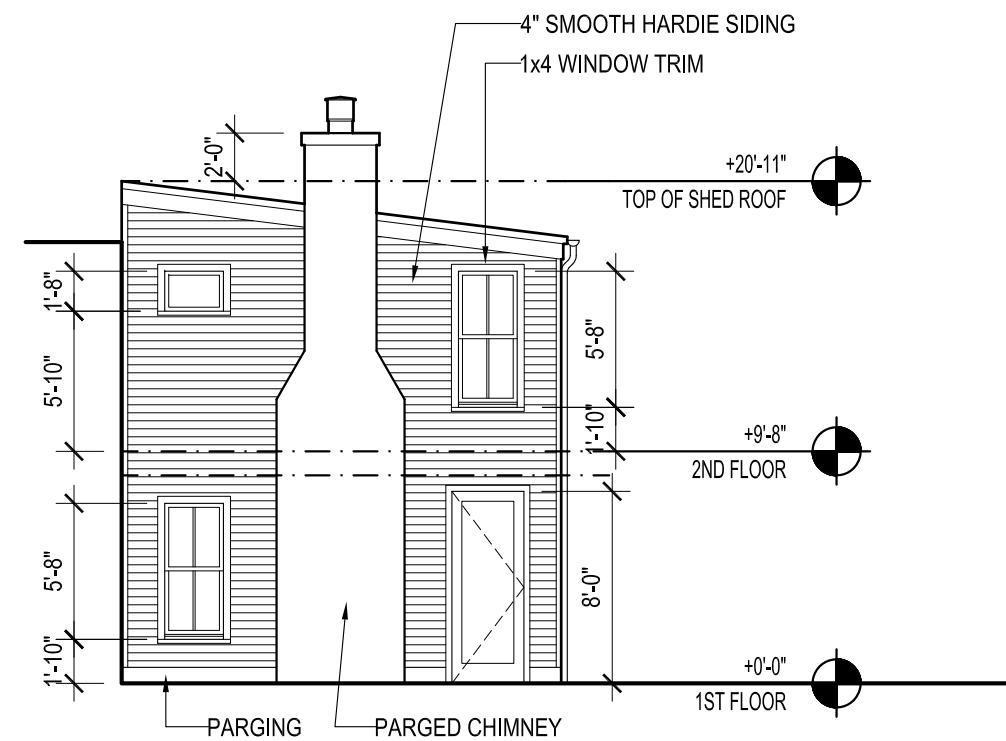 4" SMOOTH HARDIE SIDING
1x4 WINDOW TRIM
2'-0"
+20'-11"
TOP OF SHED ROOF
1'-8"
5'-10"
5'-8"
1'-10"
+9'-8"
2ND FLOOR
5'-8"
1'-10"
8'-0"
+0'-0"
1ST FLOOR
PARGING
PARGED CHIMNEY